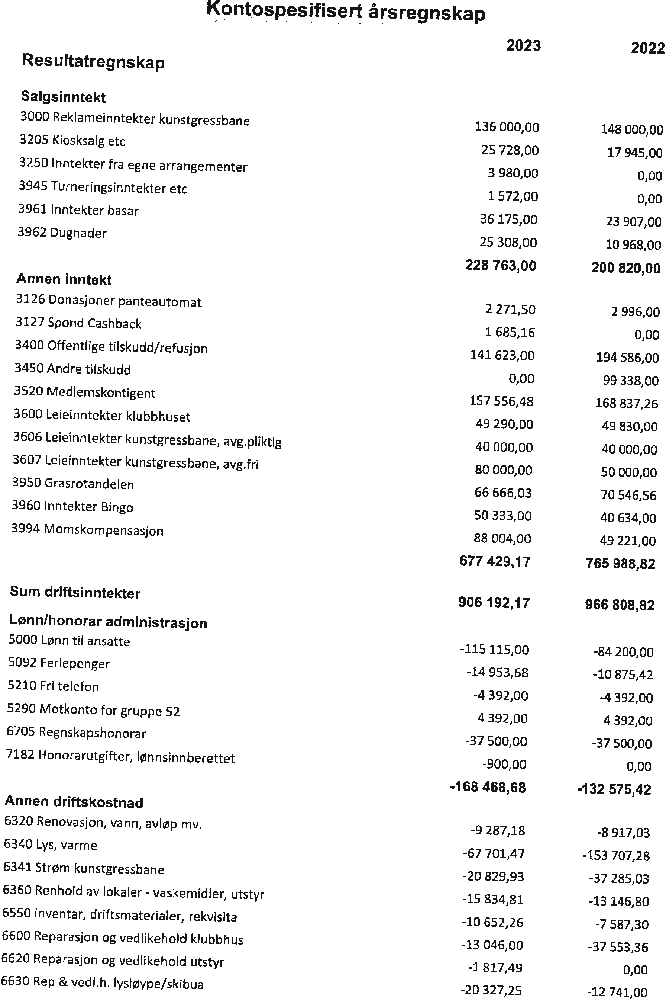 Kontospesifisert årsregnskap
2023 2022
Resultatregnskap
Salgsinntekt
3000 Reklameinntekter kunstgressbane 136 000,00 148 000,00
3205 Kiosksalg etc 25 728,00 17 945,00
3250 Inntekter fra egne arrangementer 3 980,00 0,00
3945 Turneringsinntekter etc 1 572,00 0,00
3961 Inntekter basar 36 175,00 23 907,00
3962 Dugnader 25 308,00 10 968,00
228 763,00 200 820,00
Annen inntekt
3126 Donasjoner panteautomat 2 271,50 2 996,00
3127 Spond Cashback 1 685,16 0,00
3400 Offentlige tilskudd/refusjon 141 623,00 194 586,00
3450 Andre tilskudd 0,00 99 338,00
3520 Medlemskontigent 157 556,48 168 837,26
3600 Leieinntekter klubbhuset 49 290,00 49 830,00
3606 Leieinntekter kunstgressbane, avg.pliktig 40 000,00 40 000,00
3607 Leieinntekter kunstgressbane, avg.fri 80 000,00 50 000,00
3950 Grasrotandelen 66 666,03 70 546,56
3960 Inntekter Bingo 50 333,00 40 634,00
3994 Momskompensasjon 88 004,00 49 221,00
677 429,17 765 988,82
Sum driftsinntekter 906 192,17 966 808,82
Lønn/honorar administrasjon
5000 Lønn til ansatte -115 115,00 -84 200,00
5092 Feriepenger -14 953,68 -10 875,42
5210 Fri telefon -4 392,00 -4 392,00
5290 Motkonto for gruppe 52 4 392,00 4 392,00
6705 Regnskapshonorar -37 500,00 -37 500,00
7182 Honorarutgifter, lønnsinnberettet -900,00 0,00
-168 468,68 -132 575,42
Annen driftskostnad
6320 Renovasjon, vann, avløp mv. -9 287,18 -8 917,03
6340 Lys, varme -67 701,47 -153 707,28
6341 Strøm kunstgressbane -20 829,93 -37 285,03
6360 Renhold av lokaler - vaskemidler, utstyr -15 834,81 -13 146,80
6550 Inventar, driftsmaterialer, rekvisita -10 652,26 -7 587,30
6600 Reparasjon og vedlikehold klubbhus -13 046,00 -37 553,36
6620 Reparasjon og vedlikehold utstyr -1 817,49 0,00
6630 Rep & vedl.h. lysløype/skibua -20 327,25 -12 741,00